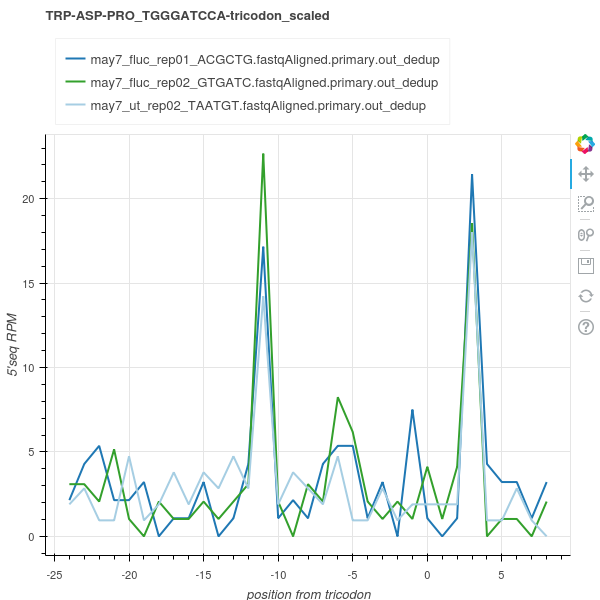 TRP-ASP-PRO_TGGGATCCA-tricodon_scaled
may7_fluc_rep01_ACGCTG.fastqAligned.primary.out_dedup
may7_fluc_rep02_GTGATC.fastqAligned.primary.out_dedup
may7_ut_rep02_TAATGT.fastqAligned.primary.out_dedup
20
15
10
5
0
5'seq RPM
-25 -20 -15 -10 -5 0 5
position from tricodon